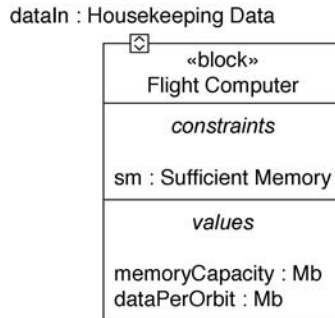 dataIn : Housekeeping Data
«block»
Flight Computer
constraints
sm : Sufficient Memory
values
memoryCapacity : Mb
dataPerOrbit : Mb